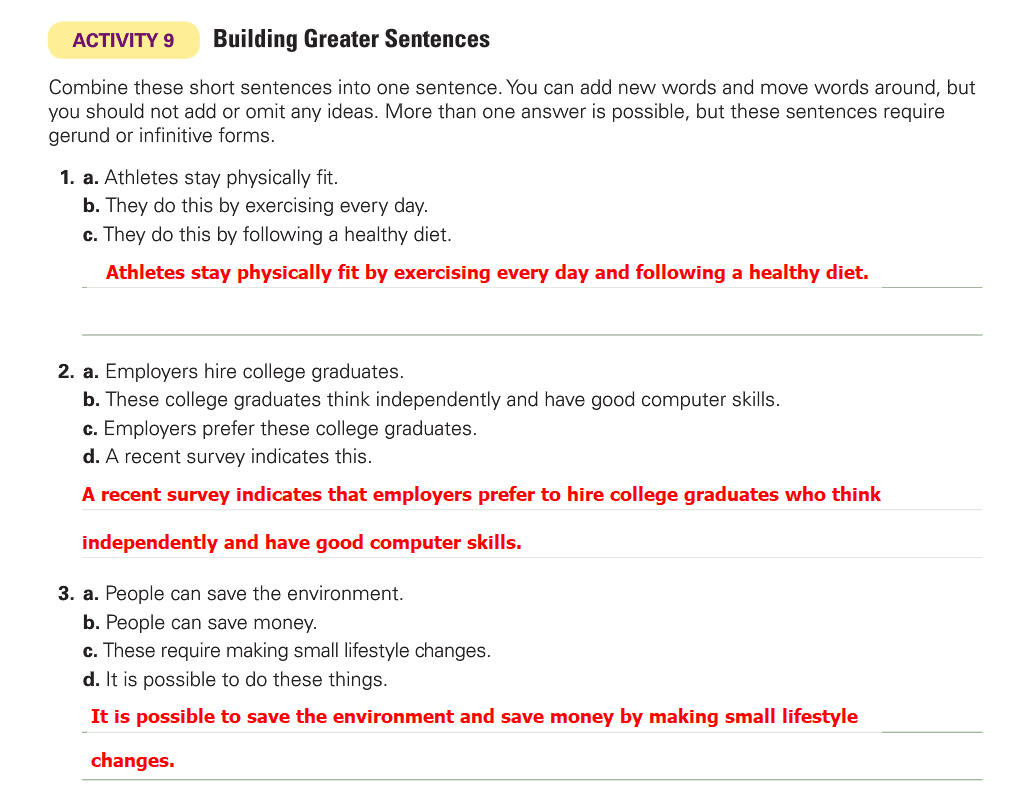 ACTIVITY 9 Building Greater Sentences
Combine these short sentences into one sentence. You can add new words and move words around, but
you should not add or omit any ideas. More than one answer is possible, but these sentences require
gerund or infinitive forms.
1. a. Athletes stay physically fit.
b. They do this by exercising every day.
c. They do this by following a healthy diet.
Athletes stay physically fit by exercising every day and following a healthy diet.
2. a. Employers hire college graduates.
b. These college graduates think independently and have good computer skills.
c. Employers prefer these college graduates.
d. A recent survey indicates this.
A recent survey indicates that employers prefer to hire college graduates who think
independently and have good computer skills.
3. a. People can save the environment.
b. People can save money.
c. These require making small lifestyle changes.
d. It is possible to do these things.
It is possible to save the environment and save money by making small lifestyle
changes.